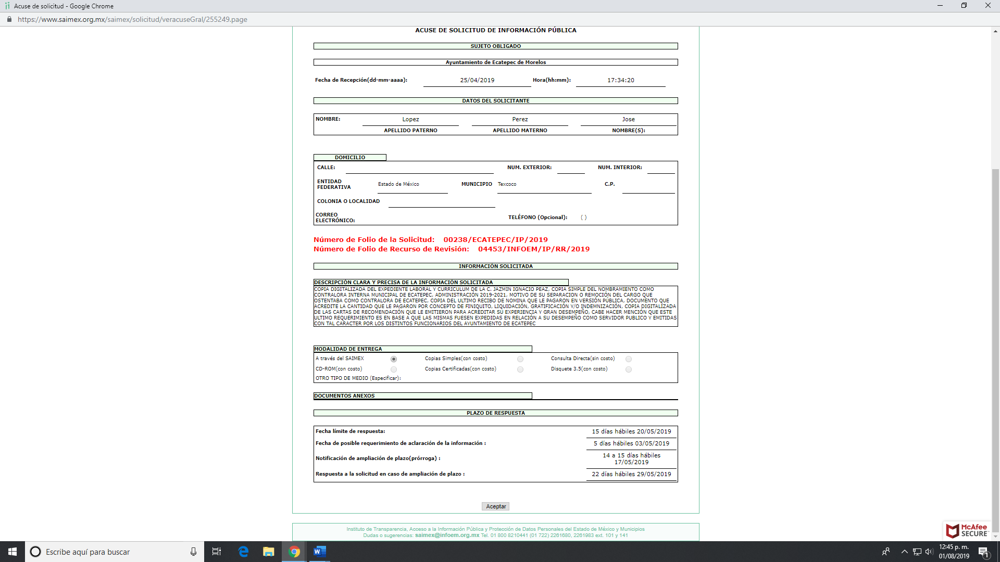 Acuse de solicitud - Google Chrome
https://www.saimex.org.mx/saimex/solicitud/veracuseGral/255249.page
ACUSE DE SOLICITUD DE INFORMACIÓN PÚBLICA
SUJETO OBLIGADO
Ayuntamiento de Ecatepec de Morelos
Fecha de Recepción(dd-mm-aaaa): 25/04/2019 Hora(hh:mm): 17:34:20
DATOS DEL SOLICITANTE
NOMBRE: Lopez Perez Jose
APELLIDO PATERNO APELLIDO MATERNO NOMBRE(S):
DOMICILIO
CALLE: NUM. EXTERIOR: NUM. INTERIOR:
ENTIDAD FEDERATIVA Estado de México MUNICIPIO Texcoco C.P.
COLONIA O LOCALIDAD
CORREO ELECTRÓNICO: TELÉFONO (Opcional): ( )
Número de Folio de la Solicitud: 00238/ECATEPEC/IP/2019
Número de Folio de Recurso de Revisión: 04453/INFOEM/IP/RR/2019
INFORMACIÓN SOLICITADA
DESCRIPCIÓN CLARA Y PRECISA DE LA INFORMACIÓN SOLICITADA
COPIA DIGITALIZADA DEL EXPEDIENTE LABORAL Y CURRICULUM DE LA C. JAZMIN IGNACIO PEAZ, COPIA SIMPLE DEL NOMBRAMIENTO COMO
CONTRALORA INTERNA MUNICIPAL DE ECATEPEC, ADMINISTRACIÓN 2019-2021, MOTIVO DE SU SEPARACION O REMOCIÓN DEL CARGO QUE
OSTENTABA COMO CONTRALORA DE ECATEPEC, COPIA DEL ULTIMO RECIBO DE NOMINA QUE LE PAGARON EN VERSIÓN PÚBLICA, DOCUMENTO QUE
ACREDITE LA CANTIDAD QUE LE PAGARON POR CONCEPTO DE FINIQUITO, LIQUIDACIÓN, GRATIFICACIÓN Y/O INDEMNIZACIÓN, COPIA DIGITALIZADA
DE LAS CARTAS DE RECOMENDACIÓN QUE LE EMITIERON PARA ACREDITAR SU EXPERIENCIA Y GRAN DESEMPEÑO, CABE HACER MENCIÓN QUE ESTE
ULTIMO REQUERIMIENTO ES EN BASE A QUE LAS MISMAS FUESEN EXPEDIDAS EN RELACIÓN A SU DESEMPEÑO COMO SERVIDOR PUBLICO Y EMITIDAS
CON TAL CARACTER POR LOS DISTINTOS FUNCIONARIOS DEL AYUNTAMIENTO DE ECATEPEC
MODALIDAD DE ENTREGA
A través del SAIMEX Copias Simples(con costo) Consulta Directa(sin costo)
CD-ROM(con costo) Copias Certificadas(con costo) Disquete 3.5(con costo)
OTRO TIPO DE MEDIO (Especificar):
DOCUMENTOS ANEXOS
PLAZO DE RESPUESTA
Fecha límite de respuesta: 15 días hábiles 20/05/2019
Fecha de posible requerimiento de aclaración de la información : 5 días hábiles 03/05/2019
Notificación de ampliación de plazo(prórroga) : 14 a 15 días hábiles 17/05/2019
Respuesta a la solicitud en caso de ampliación de plazo : 22 días hábiles 29/05/2019
Aceptar
Instituto de Transparencia, Acceso a la Información Pública y Protección de Datos Personales del Estado de México y Municipios
Dudas o sugerencias: saimex@infoem.org.mx Tel. 01 800 8210441 (01 722) 2261680, 2261983 ext. 101 y 141
McAfee
SECURE
Escribe aquí para buscar
12:45 p. m.
01/08/2019
1